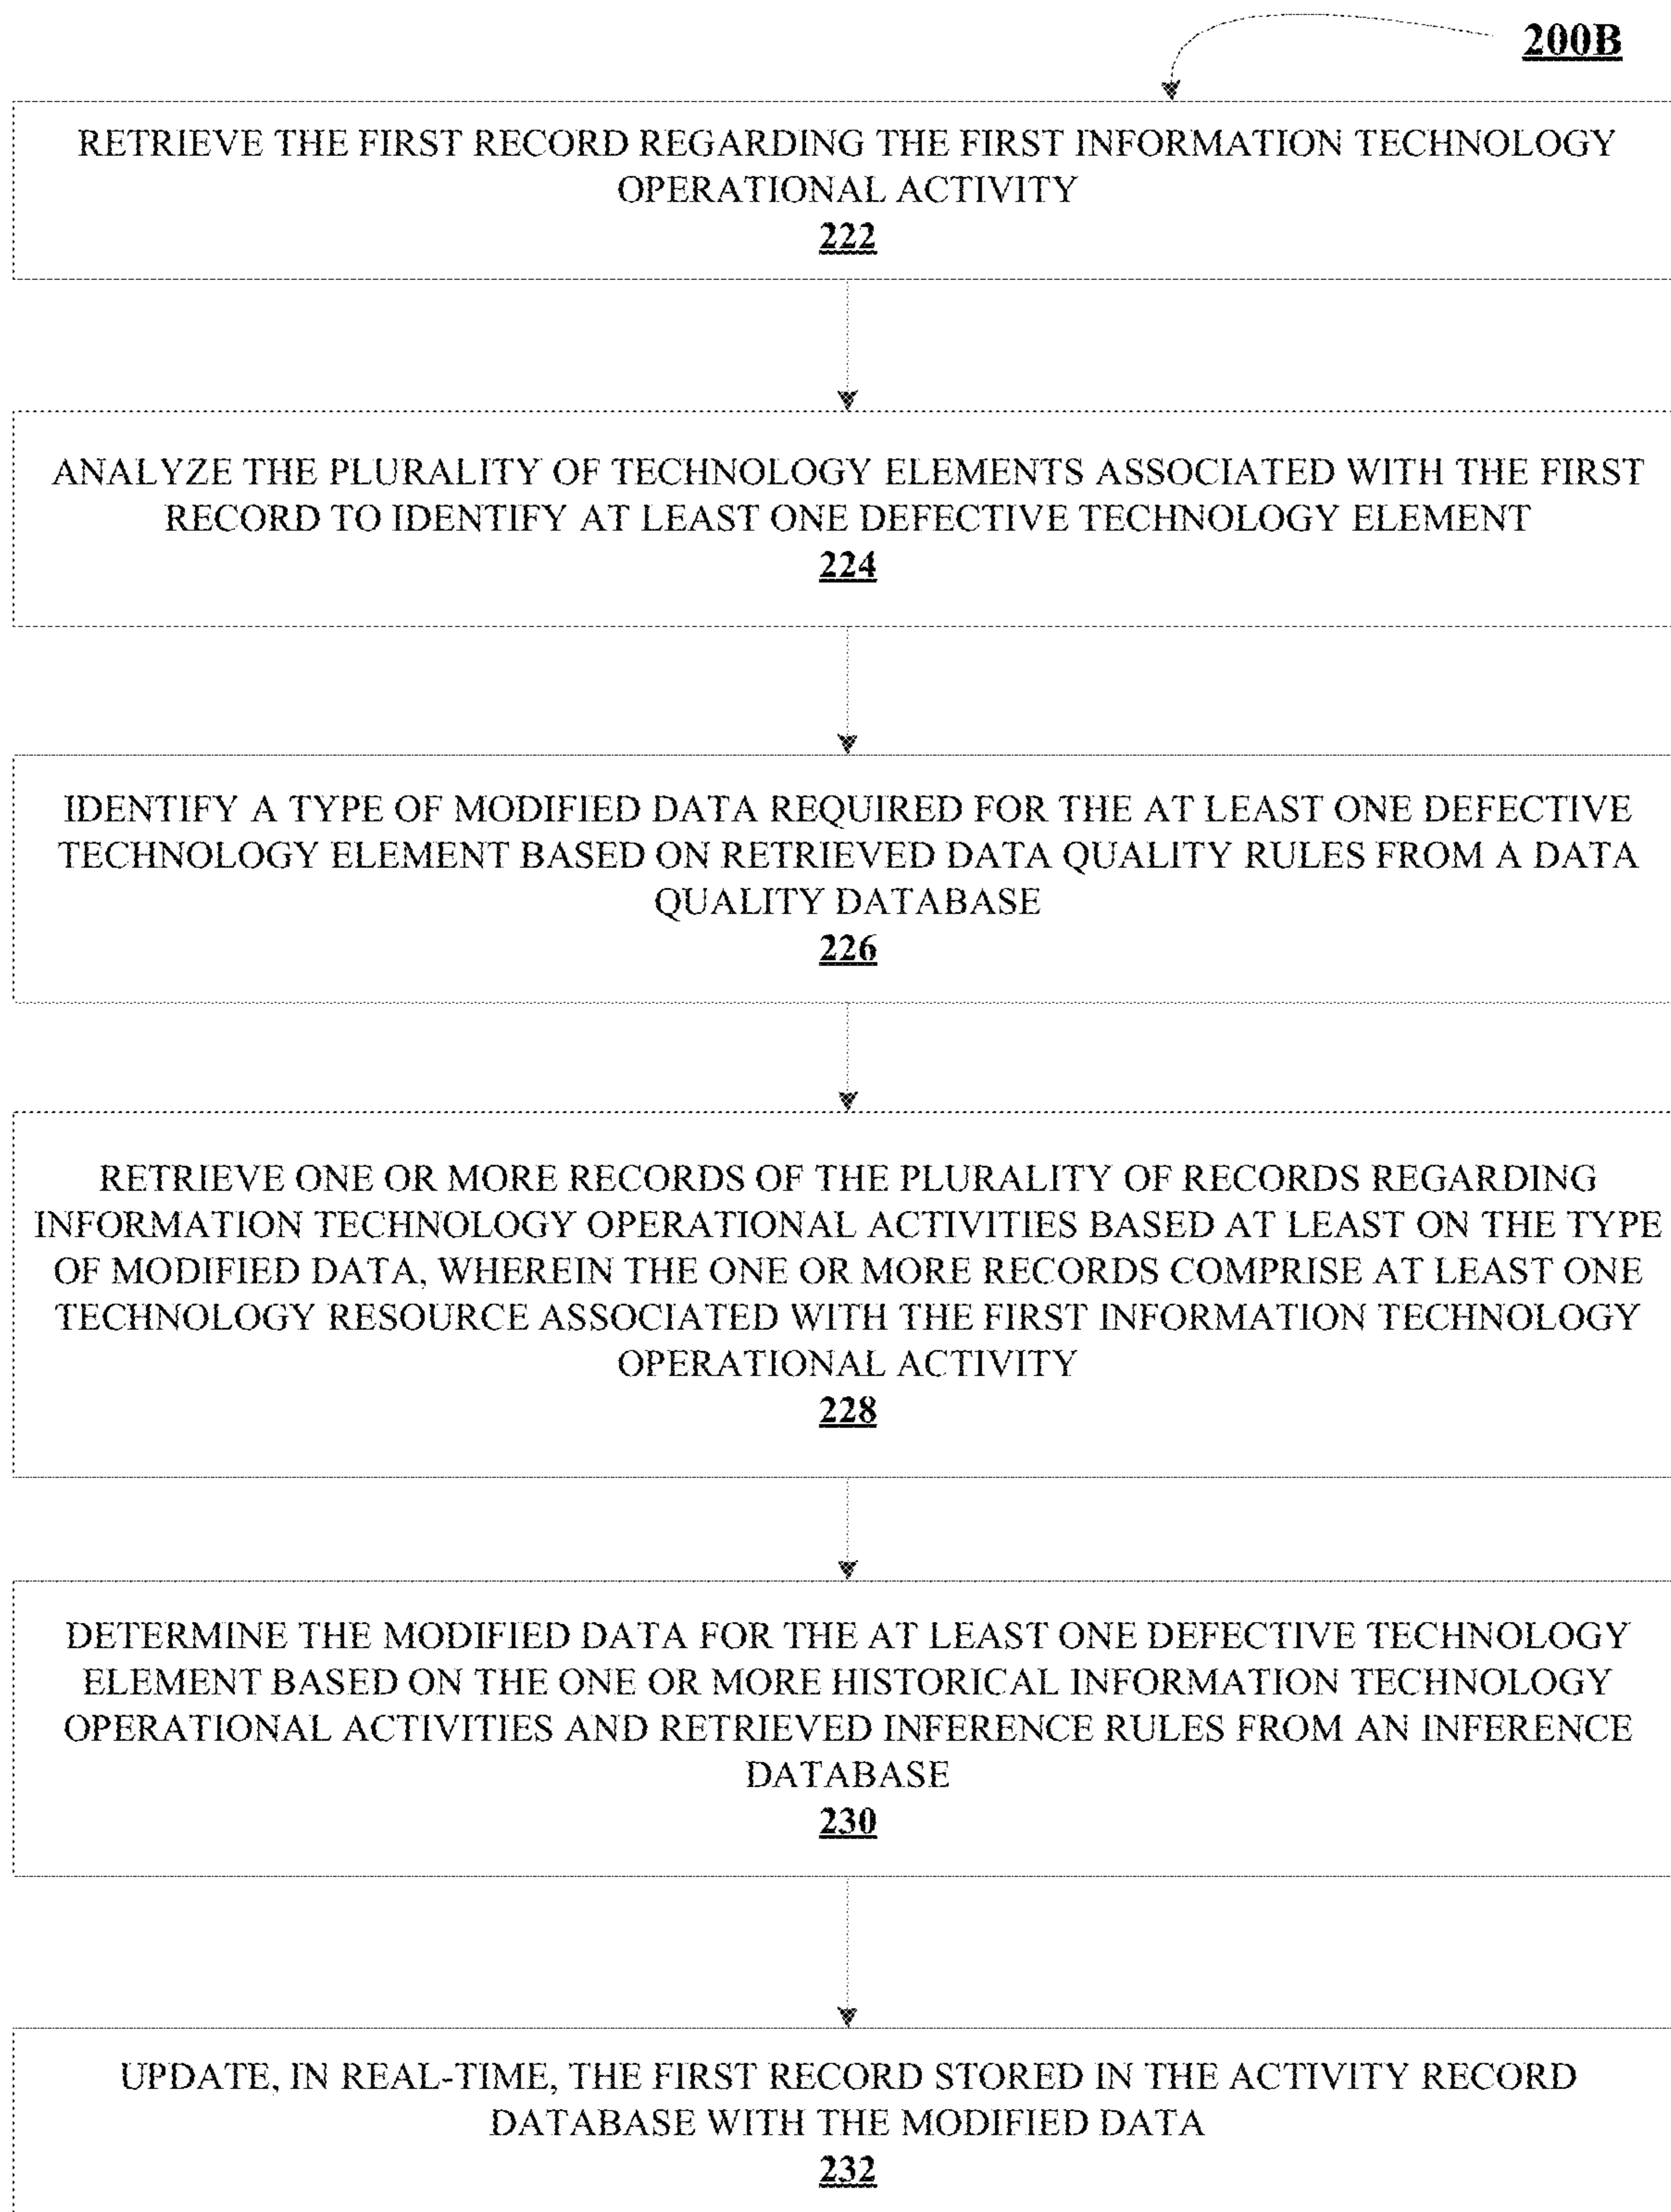 200B
RETRIEVE THE FIRST RECORD REGARDING THE FIRST INFORMATION TECHNOLOGY
OPERATIONAL ACTIVITY
222
ANALYZE THE PLURALITY OF TECHNOLOGY ELEMENTS ASSOCIATED WITH THE FIRST
RECORD TO IDENTIFY AT LEAST ONE DEFECTIVE TECHNOLOGY ELEMENT
224
IDENTIFY A TYPE OF MODIFIED DATA REQUIRED FOR THE AT LEAST ONE DEFECTIVE
TECHNOLOGY ELEMENT BASED ON RETRIEVED DATA QUALITY RULES FROM A DATA
QUALITY DATABASE
226
RETRIEVE ONE OR MORE RECORDS OF THE PLURALITY OF RECORDS REGARDING
INFORMATION TECHNOLOGY OPERATIONAL ACTIVITIES BASED AT LEAST ON THE TYPE
OF MODIFIED DATA, WHEREIN THE ONE OR MORE RECORDS COMPRISE AT LEAST ONE
TECHNOLOGY RESOURCE ASSOCIATED WITH THE FIRST INFORMATION TECHNOLOGY
OPERATIONAL ACTIVITY
228
DETERMINE THE MODIFIED DATA FOR THE AT LEAST ONE DEFECTIVE TECHNOLOGY
ELEMENT BASED ON THE ONE OR MORE HISTORICAL INFORMATION TECHNOLOGY
OPERATIONAL ACTIVITIES AND RETRIEVED INFERENCE RULES FROM AN INFERENCE
DATABASE
230
UPDATE, IN REAL-TIME, THE FIRST RECORD STORED IN THE ACTIVITY RECORD
DATABASE WITH THE MODIFIED DATA
232